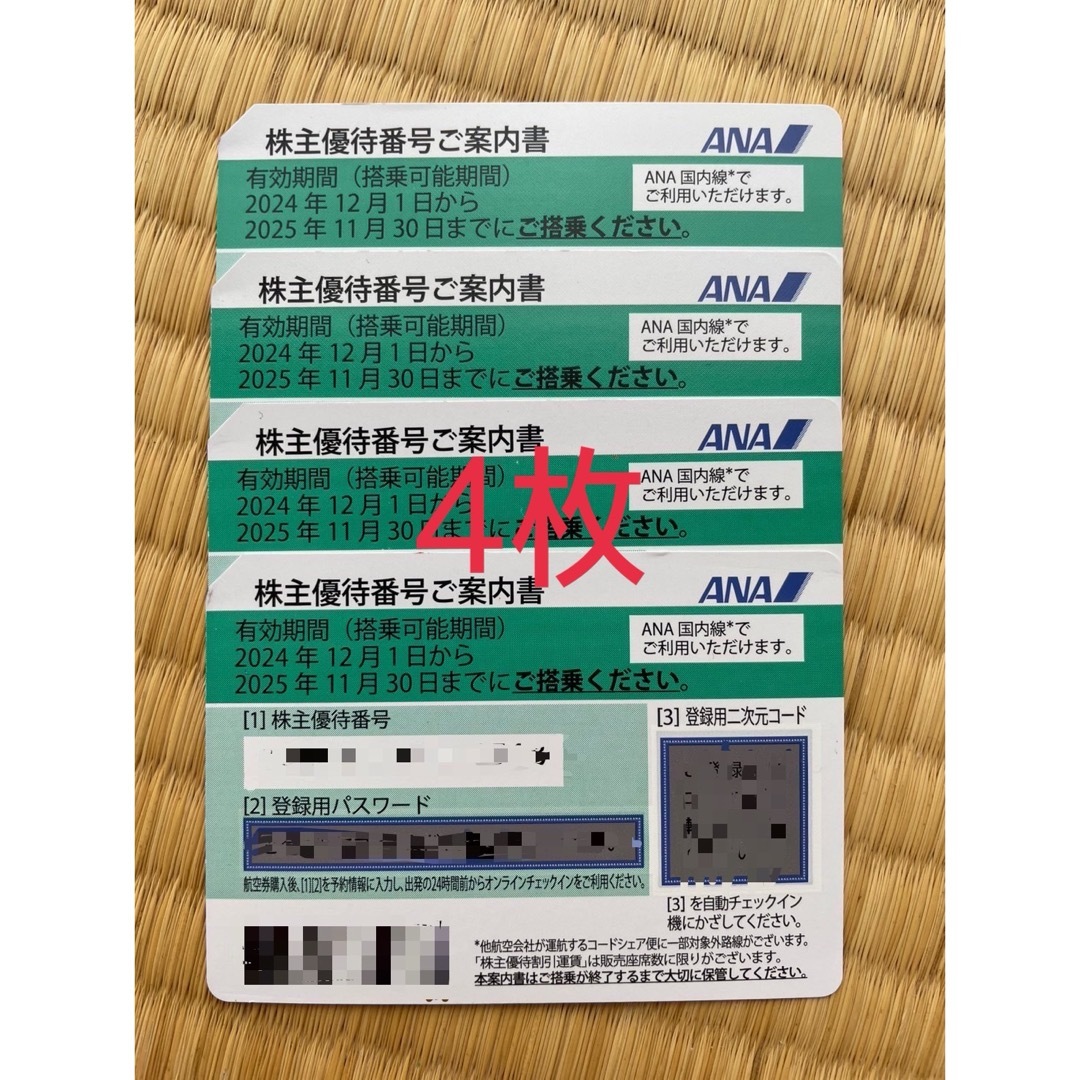 株主優待番号ご案内書
ANA
有効期間（搭乗可能期間）
2024 年 12 月 1 日から
2025 年 11 月 30 日までにご搭乗ください。
ANA 国内線*で
ご利用いただけます。
株主優待番号ご案内書
ANA
有効期間（搭乗可能期間）
2024 年 12 月 1 日から
2025 年 11 月 30 日までにご搭乗ください。
ANA 国内線*で
ご利用いただけます。
株主優待番号ご案内書
ANA
有効期間（搭乗可能期間）
2024 年 12 月 1 日から
2025 年 11 月 30 日までにご搭乗ください。
ANA 国内線*で
ご利用いただけます。
4枚
株主優待番号ご案内書
ANA
有効期間（搭乗可能期間）
2024 年 12 月 1 日から
2025 年 11 月 30 日までにご搭乗ください。
ANA 国内線*で
ご利用いただけます。
[1] 株主優待番号
[2] 登録用パスワード
航空券購入後、[1][2]を予約情報に入力し、出発の24時間前からオンラインチェックインをご利用ください。
[3] 登録用二次元コード
[3] を自動チェックイン
機にかざしてください。
*他航空会社が運航するコードシェア便に一部対象外路線がございます。
「株主優待割引運賃」は販売座席数に限りがございます。
本案内書はご搭乗が終了するまで大切に保管してください。